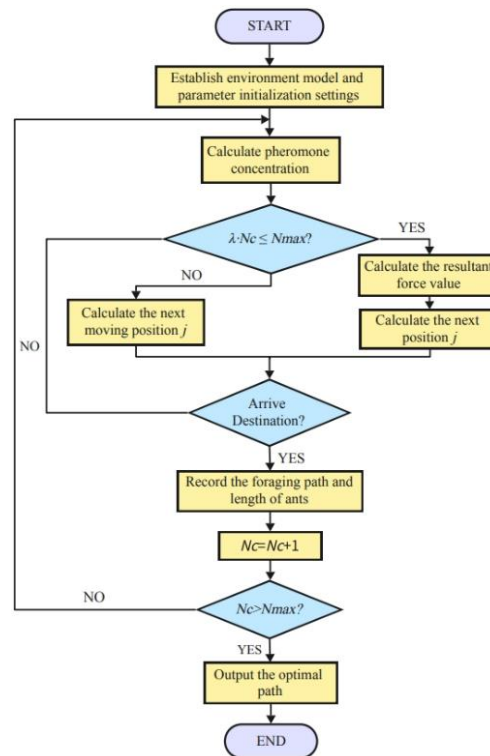 START
Establish environment model and
parameter initialization settings
Calculate pheromone
concentration
λ·Nc ≤ Nmax?
YES
NO
Calculate the resultant
force value
Calculate the next
moving position j
Calculate the next
position j
NO
Arrive
Destination?
YES
Record the foraging path and
length of ants
Nc=Nc+1
NO
Nc>Nmax?
YES
Output the optimal
path
END